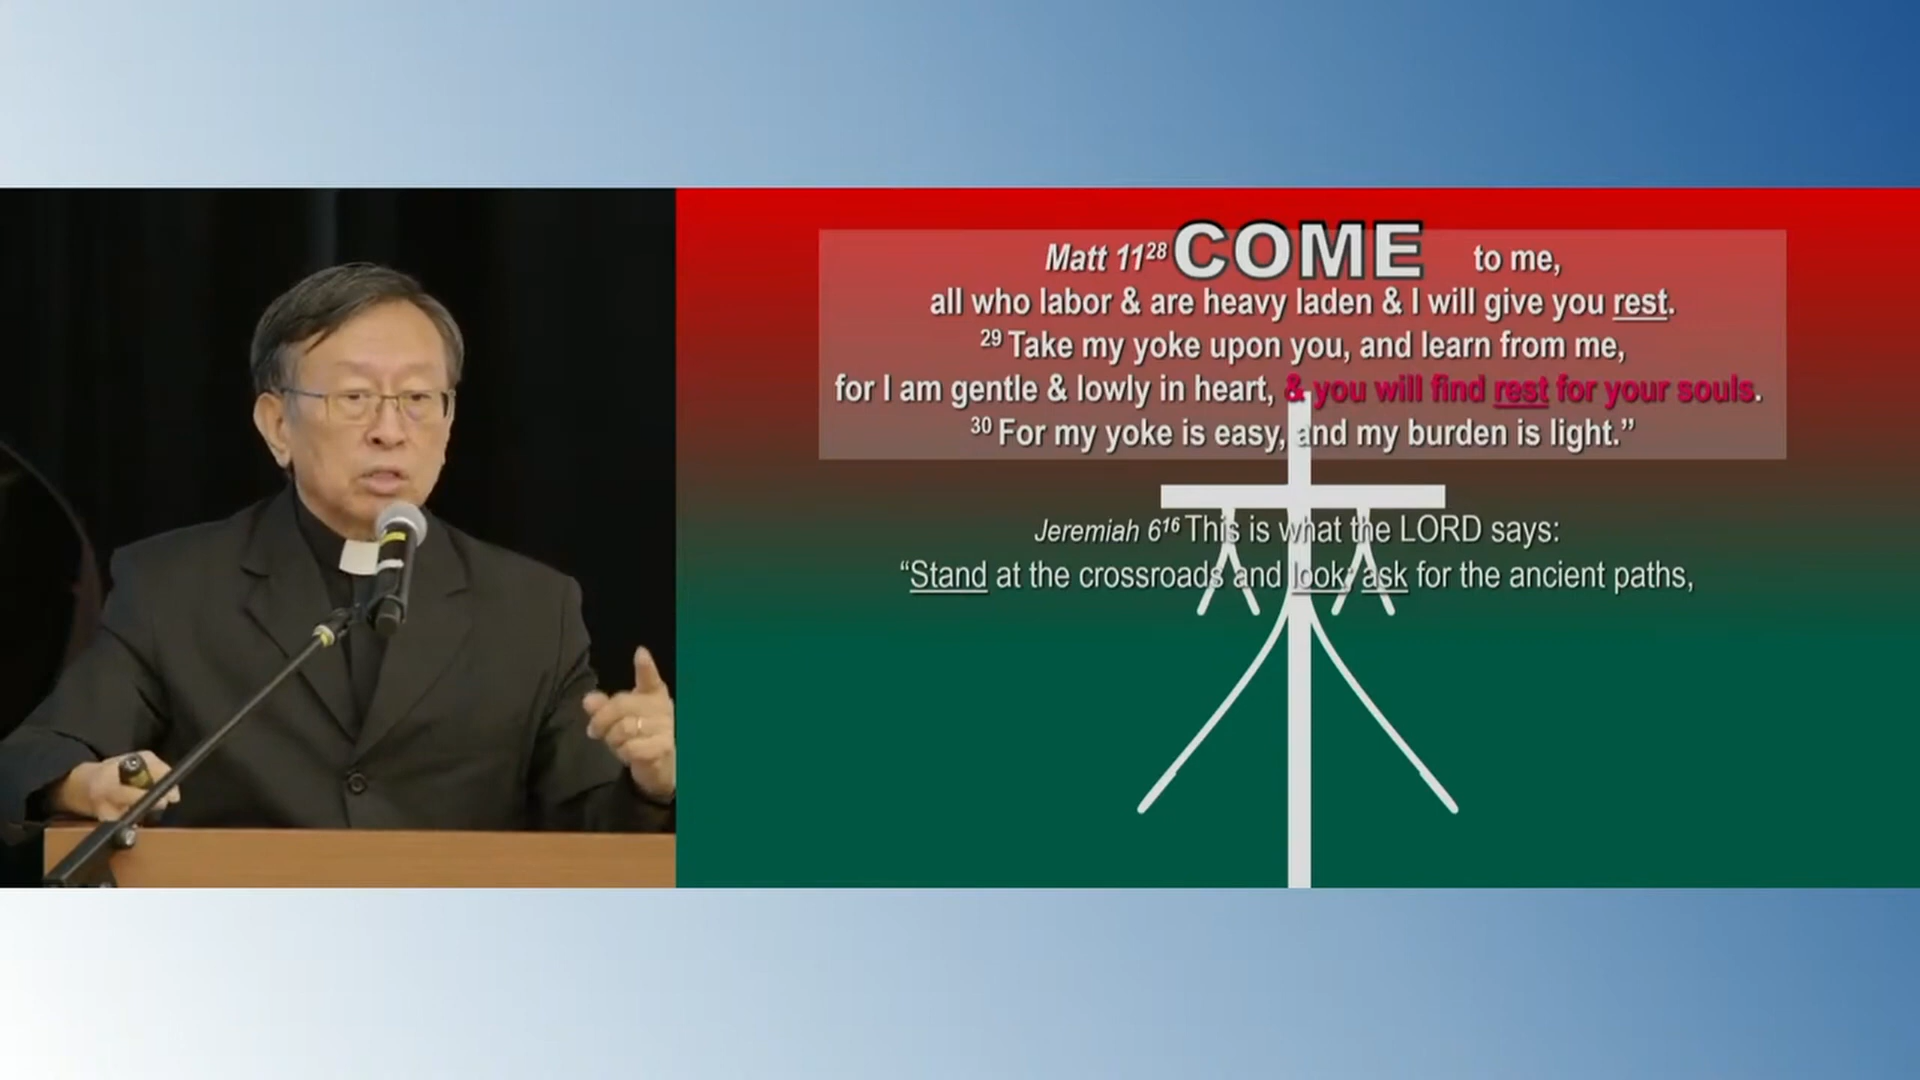 Matt 11²⁸ COME to me,
all who labor & are heavy laden & I will give you rest.
²⁹ Take my yoke upon you, and learn from me,
for I am gentle & lowly in heart, & you will find rest for your souls.
³⁰ For my yoke is easy, and my burden is light.”
Jeremiah 6¹⁶ This is what the LORD says:
“Stand at the crossroads and look; ask for the ancient paths,